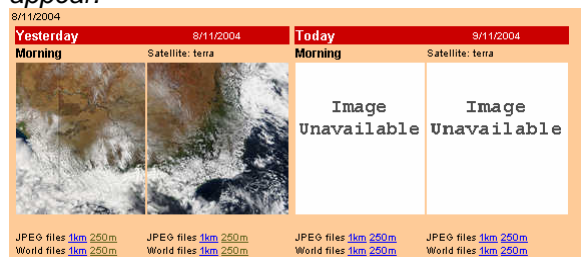 appear.
8/11/2004
Yesterday 8/11/2004 Today 9/11/2004
Morning Satellite: terra Morning Satellite: terra
Image Unavailable Image Unavailable
JPEG files 1km 250m JPEG files 1km 250m JPEG files 1km 250m JPEG files 1km 250m
World files 1km 250m World files 1km 250m World files 1km 250m World files 1km 250m